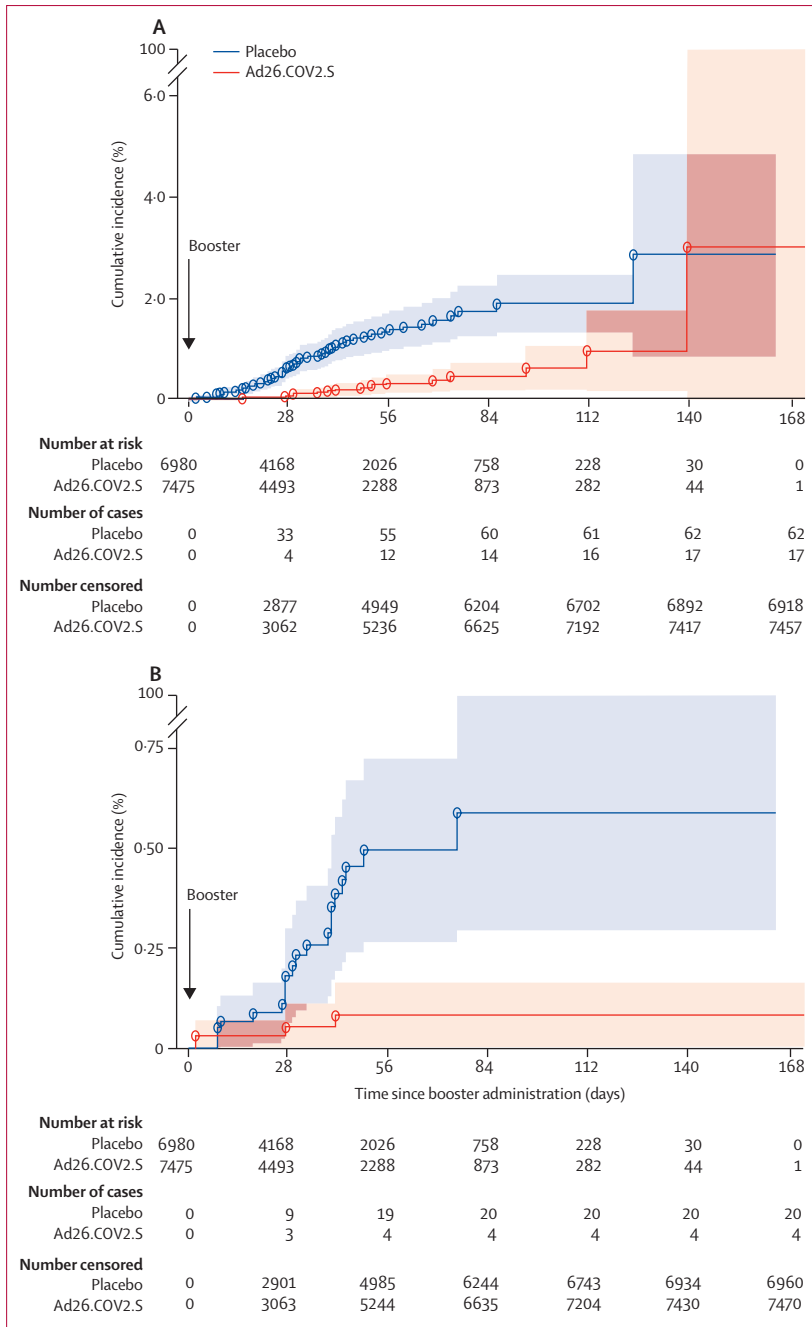 A
100
Placebo
Ad26.COV2.S
6·0
4·0
2·0
0
Cumulative incidence (%)
Booster
0 28 56 84 112 140 168
Number at risk
Placebo 6980 4168 2026 758 228 30 0
Ad26.COV2.S 7475 4493 2288 873 282 44 1
Number of cases
Placebo 0 33 55 60 61 62 62
Ad26.COV2.S 0 4 12 14 16 17 17
Number censored
Placebo 0 2877 4949 6204 6702 6892 6918
Ad26.COV2.S 0 3062 5236 6625 7192 7417 7457
B
100
0·75
0·50
0·25
0
Cumulative incidence (%)
Booster
0 28 56 84 112 140 168
Time since booster administration (days)
Number at risk
Placebo 6980 4168 2026 758 228 30 0
Ad26.COV2.S 7475 4493 2288 873 282 44 1
Number of cases
Placebo 0 9 19 20 20 20 20
Ad26.COV2.S 0 3 4 4 4 4 4
Number censored
Placebo 0 2901 4985 6244 6743 6934 6960
Ad26.COV2.S 0 3063 5244 6635 7204 7430 7470